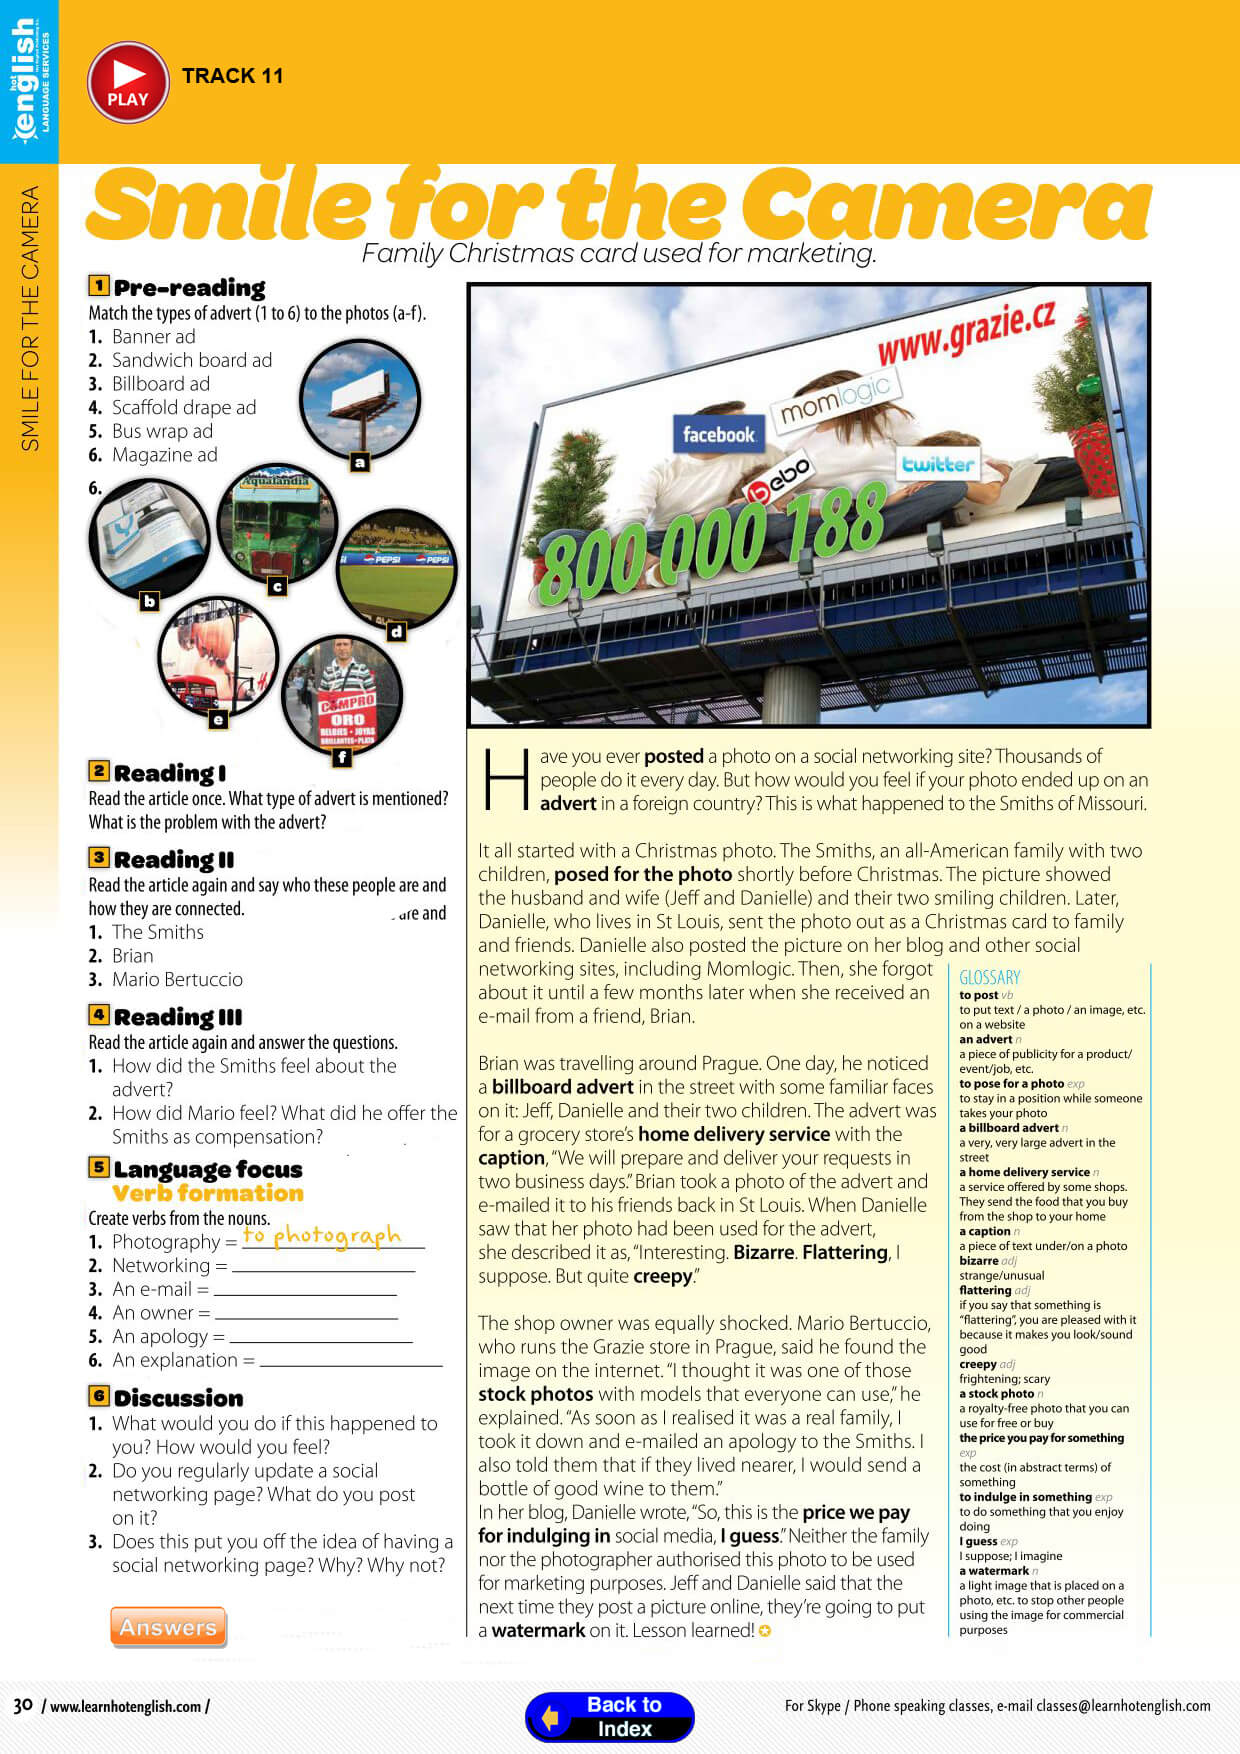 hot
english
LANGUAGE SERVICES
PLAY
TRACK 11
SMILE FOR THE CAMERA
Smile for the Camera
Family Christmas card used for marketing.
1 Pre-reading
Match the types of advert (1 to 6) to the photos (a-f).
1. Banner ad
2. Sandwich board ad
3. Billboard ad
4. Scaffold drape ad
5. Bus wrap ad
6. Magazine ad
6.
a
b
Aqualandia
c
PEPSI
PEPSI
d
e
COMPRO
ORO
RELOJES - JOYAS
BRILLANTES - PLATA
f
www.grazie.cz
momlogic
facebook
bebo
twitter
800 000 188
2 Reading I
Read the article once. What type of advert is mentioned?
What is the problem with the advert?
3 Reading II
Read the article again and say who these people are and
how they are connected.
are and
1. The Smiths
2. Brian
3. Mario Bertuccio
4 Reading III
Read the article again and answer the questions.
1. How did the Smiths feel about the
advert?
2. How did Mario feel? What did he offer the
Smiths as compensation?
5 Language focus
Verb formation
Create verbs from the nouns.
1. Photography = to photograph
2. Networking =
3. An e-mail =
4. An owner =
5. An apology =
6. An explanation =
6 Discussion
1. What would you do if this happened to
you? How would you feel?
2. Do you regularly update a social
networking page? What do you post
on it?
3. Does this put you off the idea of having a
social networking page? Why? Why not?
Answers
Have you ever posted a photo on a social networking site? Thousands of
people do it every day. But how would you feel if your photo ended up on an
advert in a foreign country? This is what happened to the Smiths of Missouri.
It all started with a Christmas photo. The Smiths, an all-American family with two
children, posed for the photo shortly before Christmas. The picture showed
the husband and wife (Jeff and Danielle) and their two smiling children. Later,
Danielle, who lives in St Louis, sent the photo out as a Christmas card to family
and friends. Danielle also posted the picture on her blog and other social
networking sites, including Momlogic. Then, she forgot
about it until a few months later when she received an
e-mail from a friend, Brian.
Brian was travelling around Prague. One day, he noticed
a billboard advert in the street with some familiar faces
on it: Jeff, Danielle and their two children. The advert was
for a grocery store's home delivery service with the
caption, "We will prepare and deliver your requests in
two business days." Brian took a photo of the advert and
e-mailed it to his friends back in St Louis. When Danielle
saw that her photo had been used for the advert,
she described it as, "Interesting. Bizarre. Flattering, I
suppose. But quite creepy."
The shop owner was equally shocked. Mario Bertuccio,
who runs the Grazie store in Prague, said he found the
image on the internet. "I thought it was one of those
stock photos with models that everyone can use," he
explained. "As soon as I realised it was a real family, I
took it down and e-mailed an apology to the Smiths. I
also told them that if they lived nearer, I would send a
bottle of good wine to them."
In her blog, Danielle wrote, "So, this is the price we pay
for indulging in social media, I guess." Neither the family
nor the photographer authorised this photo to be used
for marketing purposes. Jeff and Danielle said that the
next time they post a picture online, they're going to put
a watermark on it. Lesson learned!
GLOSSARY
to post vb
to put text / a photo / an image, etc.
on a website
an advert n
a piece of publicity for a product/
event/job, etc.
to pose for a photo exp
to stay in a position while someone
takes your photo
a billboard advert n
a very, very large advert in the
street
a home delivery service n
a service offered by some shops.
They send the food that you buy
from the shop to your home
a caption n
a piece of text under/on a photo
bizarre adj
strange/unusual
flattering adj
if you say that something is
"flattering", you are pleased with it
because it makes you look/sound
good
creepy adj
frightening; scary
a stock photo n
a royalty-free photo that you can
use for free or buy
the price you pay for something
exp
the cost (in abstract terms) of
something
to indulge in something exp
to do something that you enjoy
doing
I guess exp
I suppose; I imagine
a watermark n
a light image that is placed on a
photo, etc. to stop other people
using the image for commercial
purposes
30 / www.learnhotenglish.com /
Back to
Index
For Skype / Phone speaking classes, e-mail classes@learnhotenglish.com